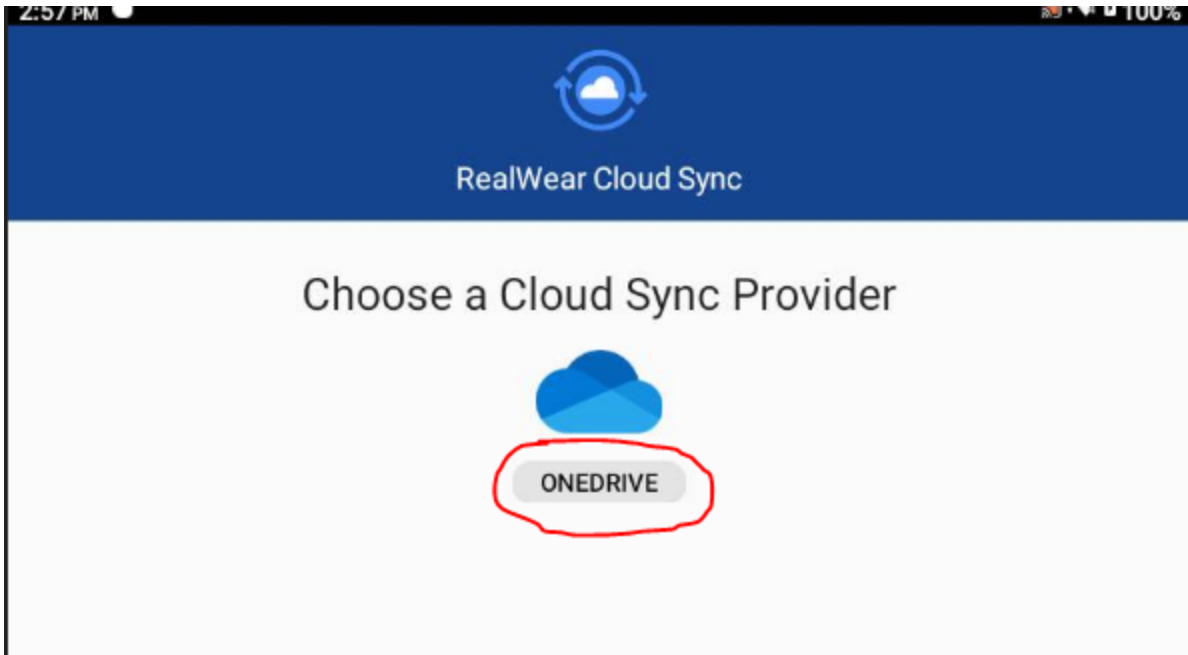 2:57 PM 100%
RealWear Cloud Sync
Choose a Cloud Sync Provider
ONEDRIVE